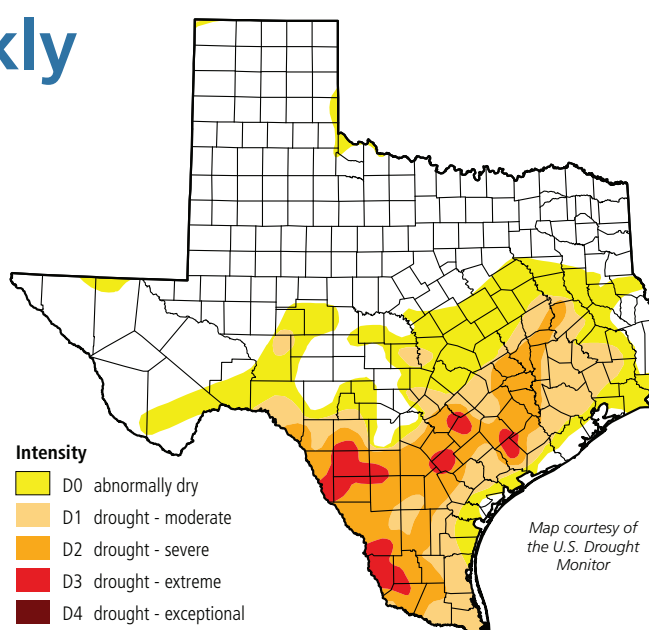 kly
Intensity
D0 abnormally dry
D1 drought - moderate
D2 drought - severe
D3 drought - extreme
D4 drought - exceptional
Map courtesy of
the U.S. Drought
Monitor